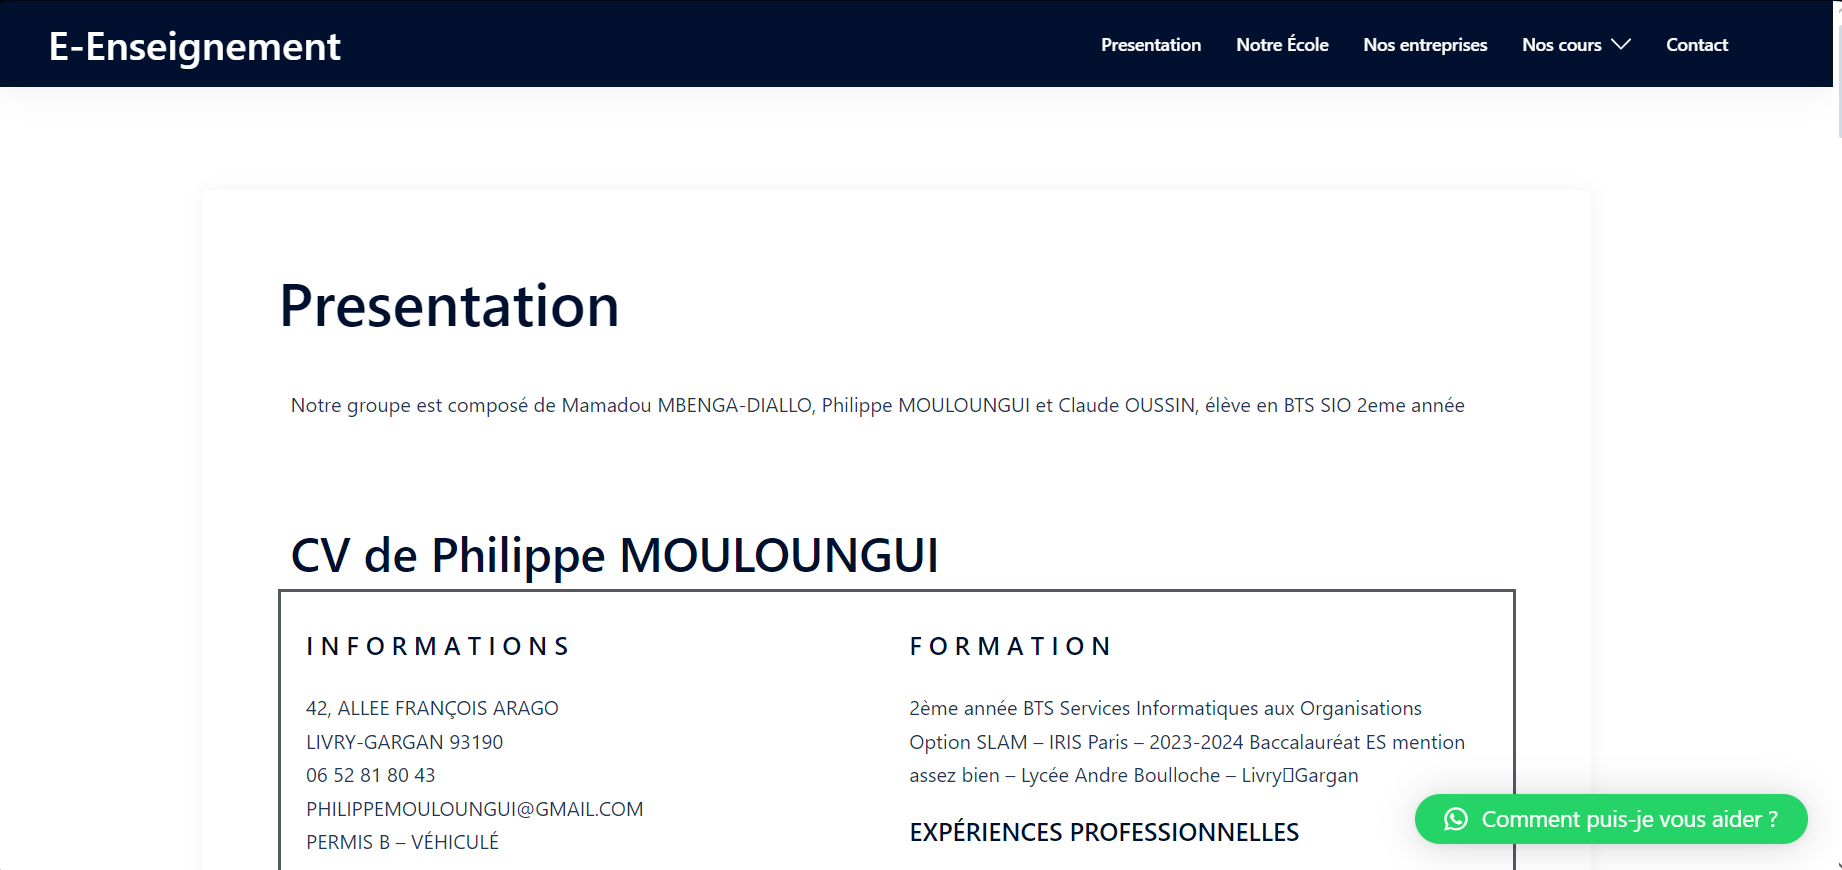 E-Enseignement
Presentation
Notre École
Nos entreprises
Nos cours
Contact
Presentation
Notre groupe est composé de Mamadou MBENGA-DIALLO, Philippe MOULOUNGUI et Claude OUSSIN, élève en BTS SIO 2eme année
CV de Philippe MOULOUNGUI
INFORMATIONS
42, ALLEE FRANÇOIS ARAGO
LIVRY-GARGAN 93190
06 52 81 80 43
PHILIPPEMOULOUNGUI@GMAIL.COM
PERMIS B – VÉHICULÉ
FORMATION
2ème année BTS Services Informatiques aux Organisations
Option SLAM – IRIS Paris – 2023-2024 Baccalauréat ES mention
assez bien – Lycée Andre Boulloche – Livry▯Gargan
EXPÉRIENCES PROFESSIONNELLES
Comment puis-je vous aider ?